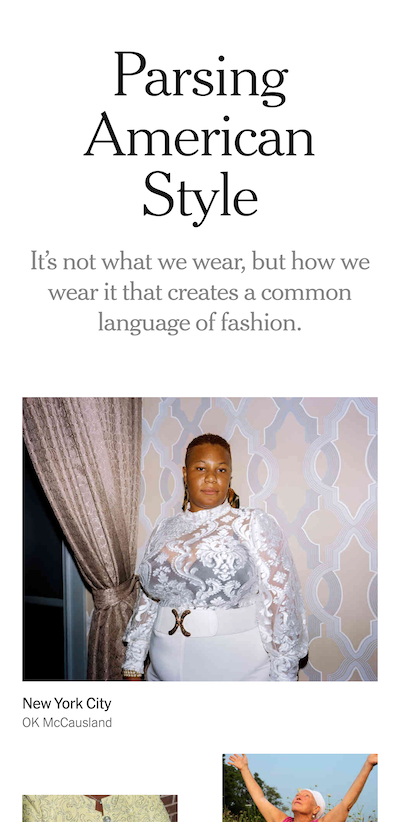 Parsing
American
Style
It’s not what we wear, but how we
wear it that creates a common
language of fashion.
New York City
OK McCausland